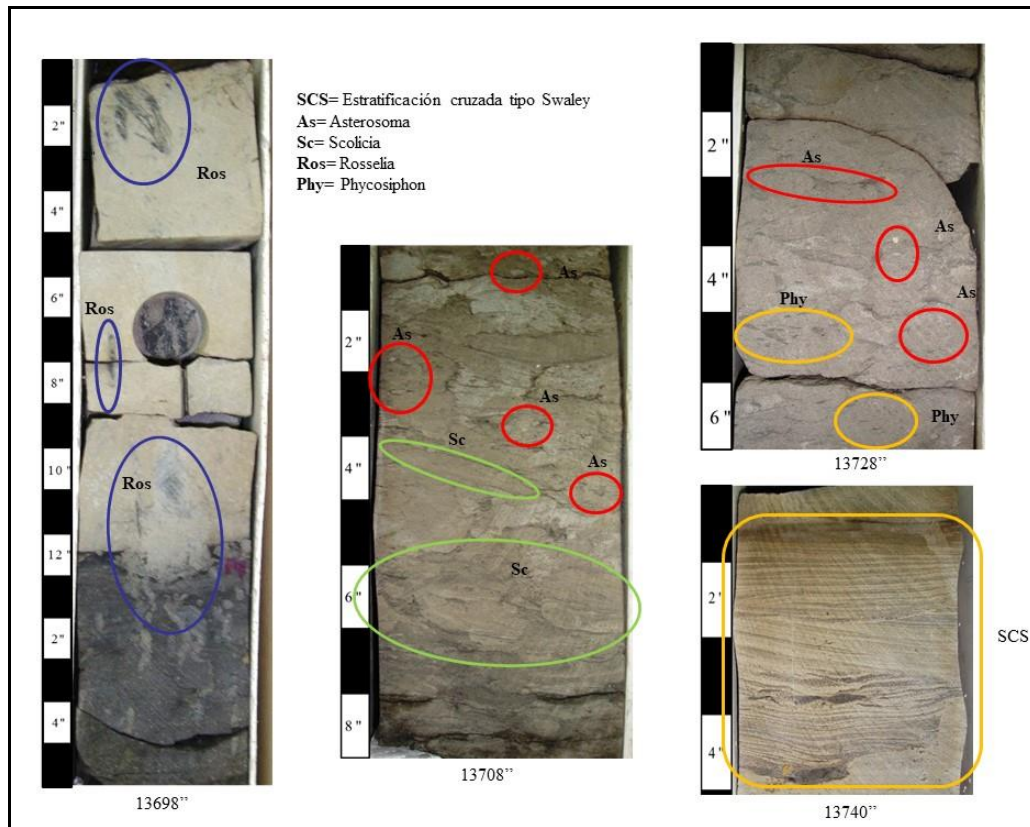 2"
4"
6"
8"
10"
12"
2"
4"
Ros
Ros
Ros
13698’’
SCS= Estratificación cruzada tipo Swaley
As= Asterosoma
Sc= Scolicia
Ros= Rosselia
Phy= Phycosiphon
2"
4"
6"
8"
As
As
As
Sc
As
Sc
13708’’
2"
4"
6"
As
As
As
Phy
Phy
13728’’
2"
4"
SCS
13740’’